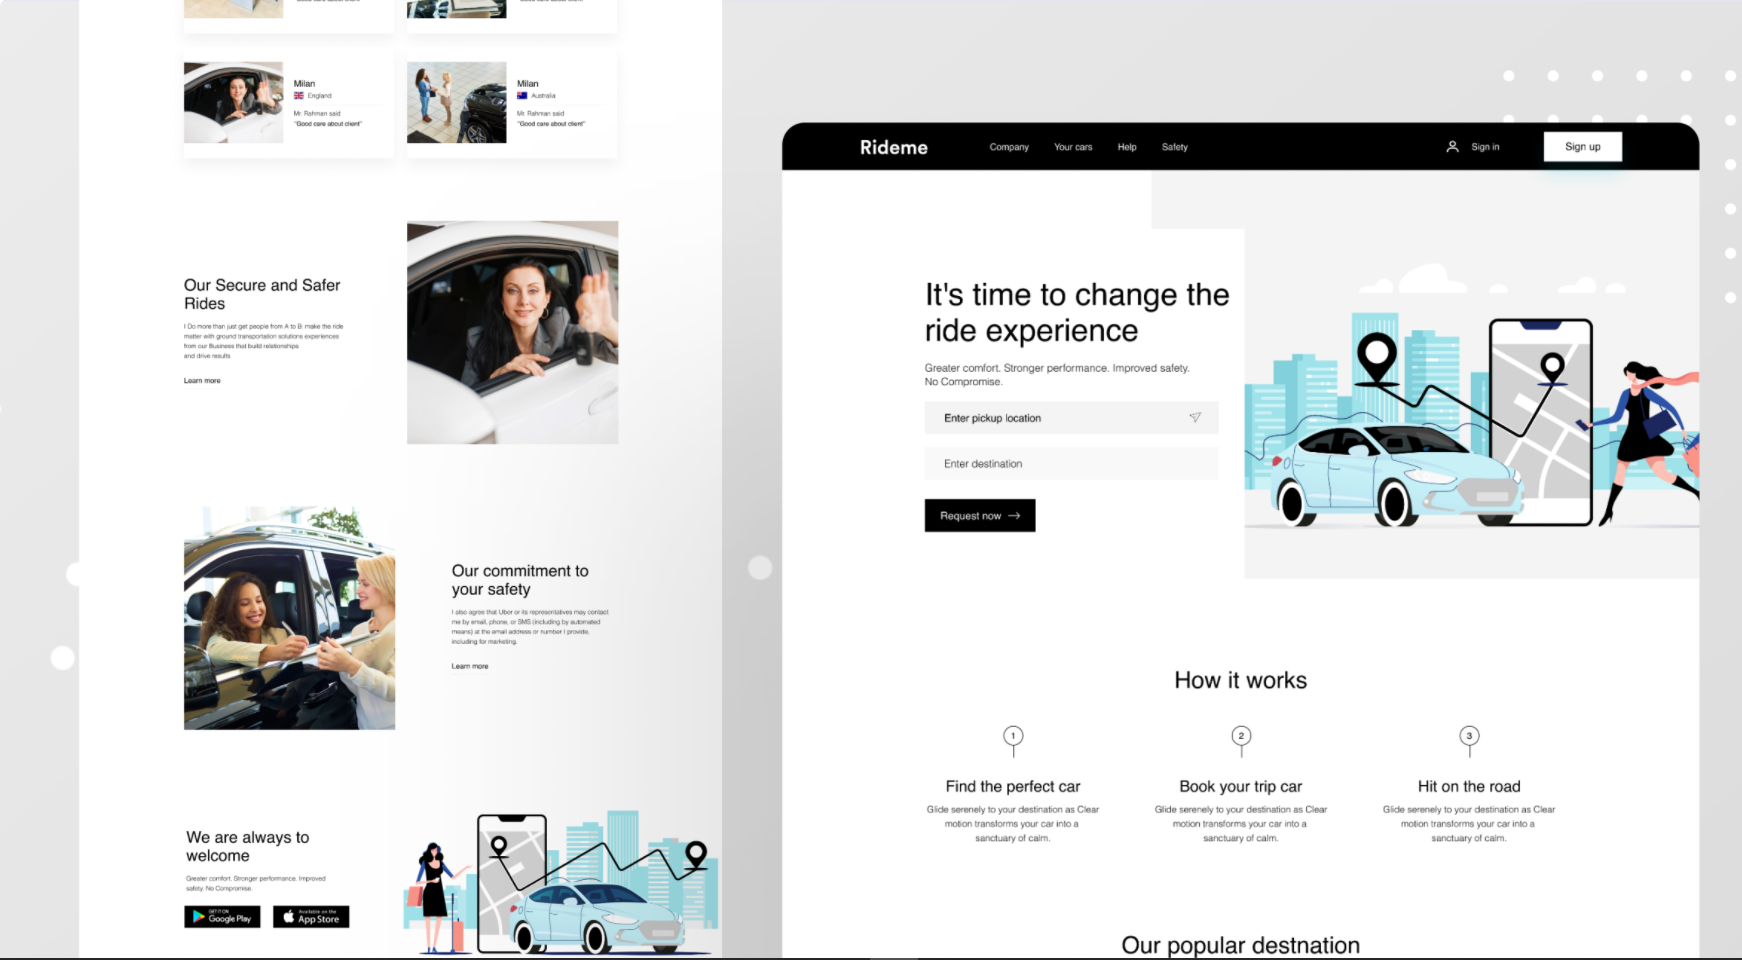 Milan
England
Mr. Rahman said
"Good care about client"
Milan
Australia
Mr. Rahman said
"Good care about client"
Our Secure and Safer
Rides
I Do more than just get people from A to B: make the ride
matter with ground transportation solutions experiences
from our Business that build relationships
and drive results
Learn more
Our commitment to
your safety
I also agree that Uber or its representatives may contact
me by email, phone, or SMS (including by automated
means) at the email address or number I provide,
including for marketing.
Learn more
We are always to
welcome
Greater comfort. Stronger performance. Improved
safety. No Compromise.
GET IT ON
Google Play
Available on the
App Store
Rideme
Company
Your cars
Help
Safety
Sign in
Sign up
It's time to change the
ride experience
Greater comfort. Stronger performance. Improved safety.
No Compromise.
Enter pickup location
Enter destination
Request now
How it works
1
2
3
Find the perfect car
Glide serenely to your destination as Clear
motion transforms your car into a
sanctuary of calm.
Book your trip car
Glide serenely to your destination as Clear
motion transforms your car into a
sanctuary of calm.
Hit on the road
Glide serenely to your destination as Clear
motion transforms your car into a
sanctuary of calm.
Our popular destnation